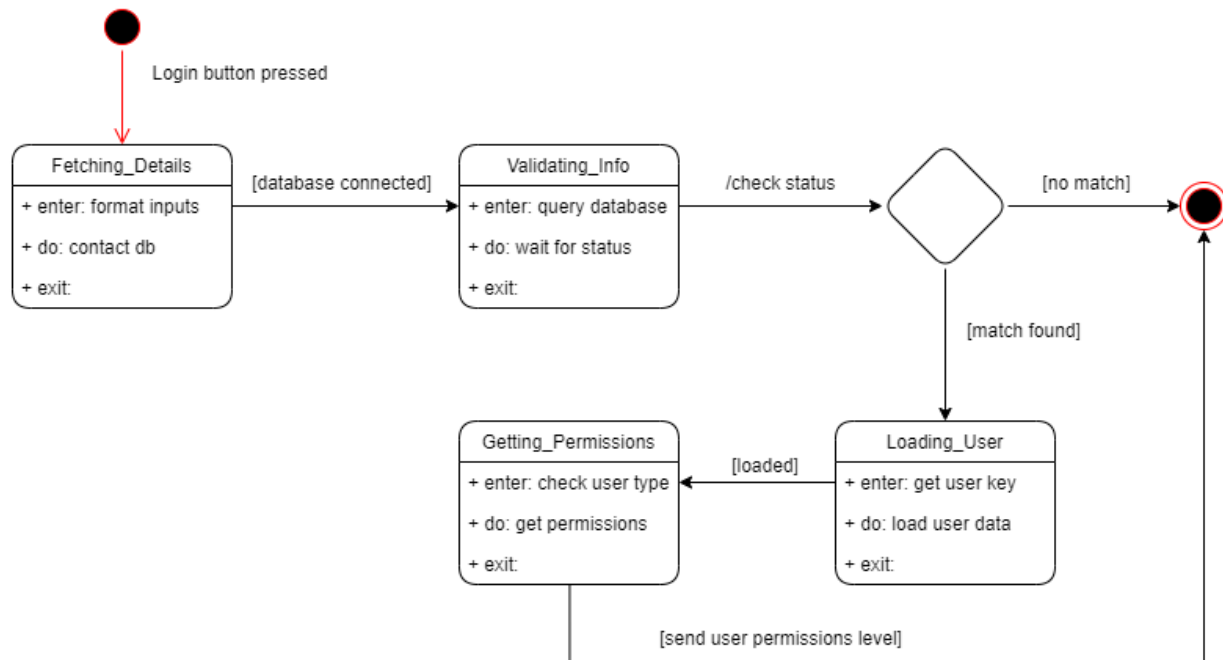 Login button pressed
Fetching_Details
+ enter: format inputs
+ do: contact db
+ exit:
[database connected]
Validating_Info
+ enter: query database
+ do: wait for status
+ exit:
/check status
[no match]
[match found]
Loading_User
+ enter: get user key
+ do: load user data
+ exit:
[loaded]
Getting_Permissions
+ enter: check user type
+ do: get permissions
+ exit:
[send user permissions level]